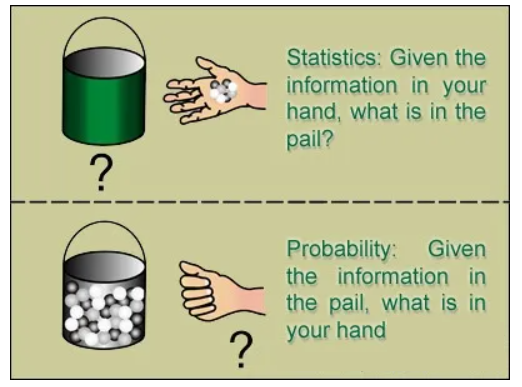 Statistics: Given the
information in your
hand, what is in the
pail?
?
Probability: Given
the information in
the pail, what is in
your hand
?